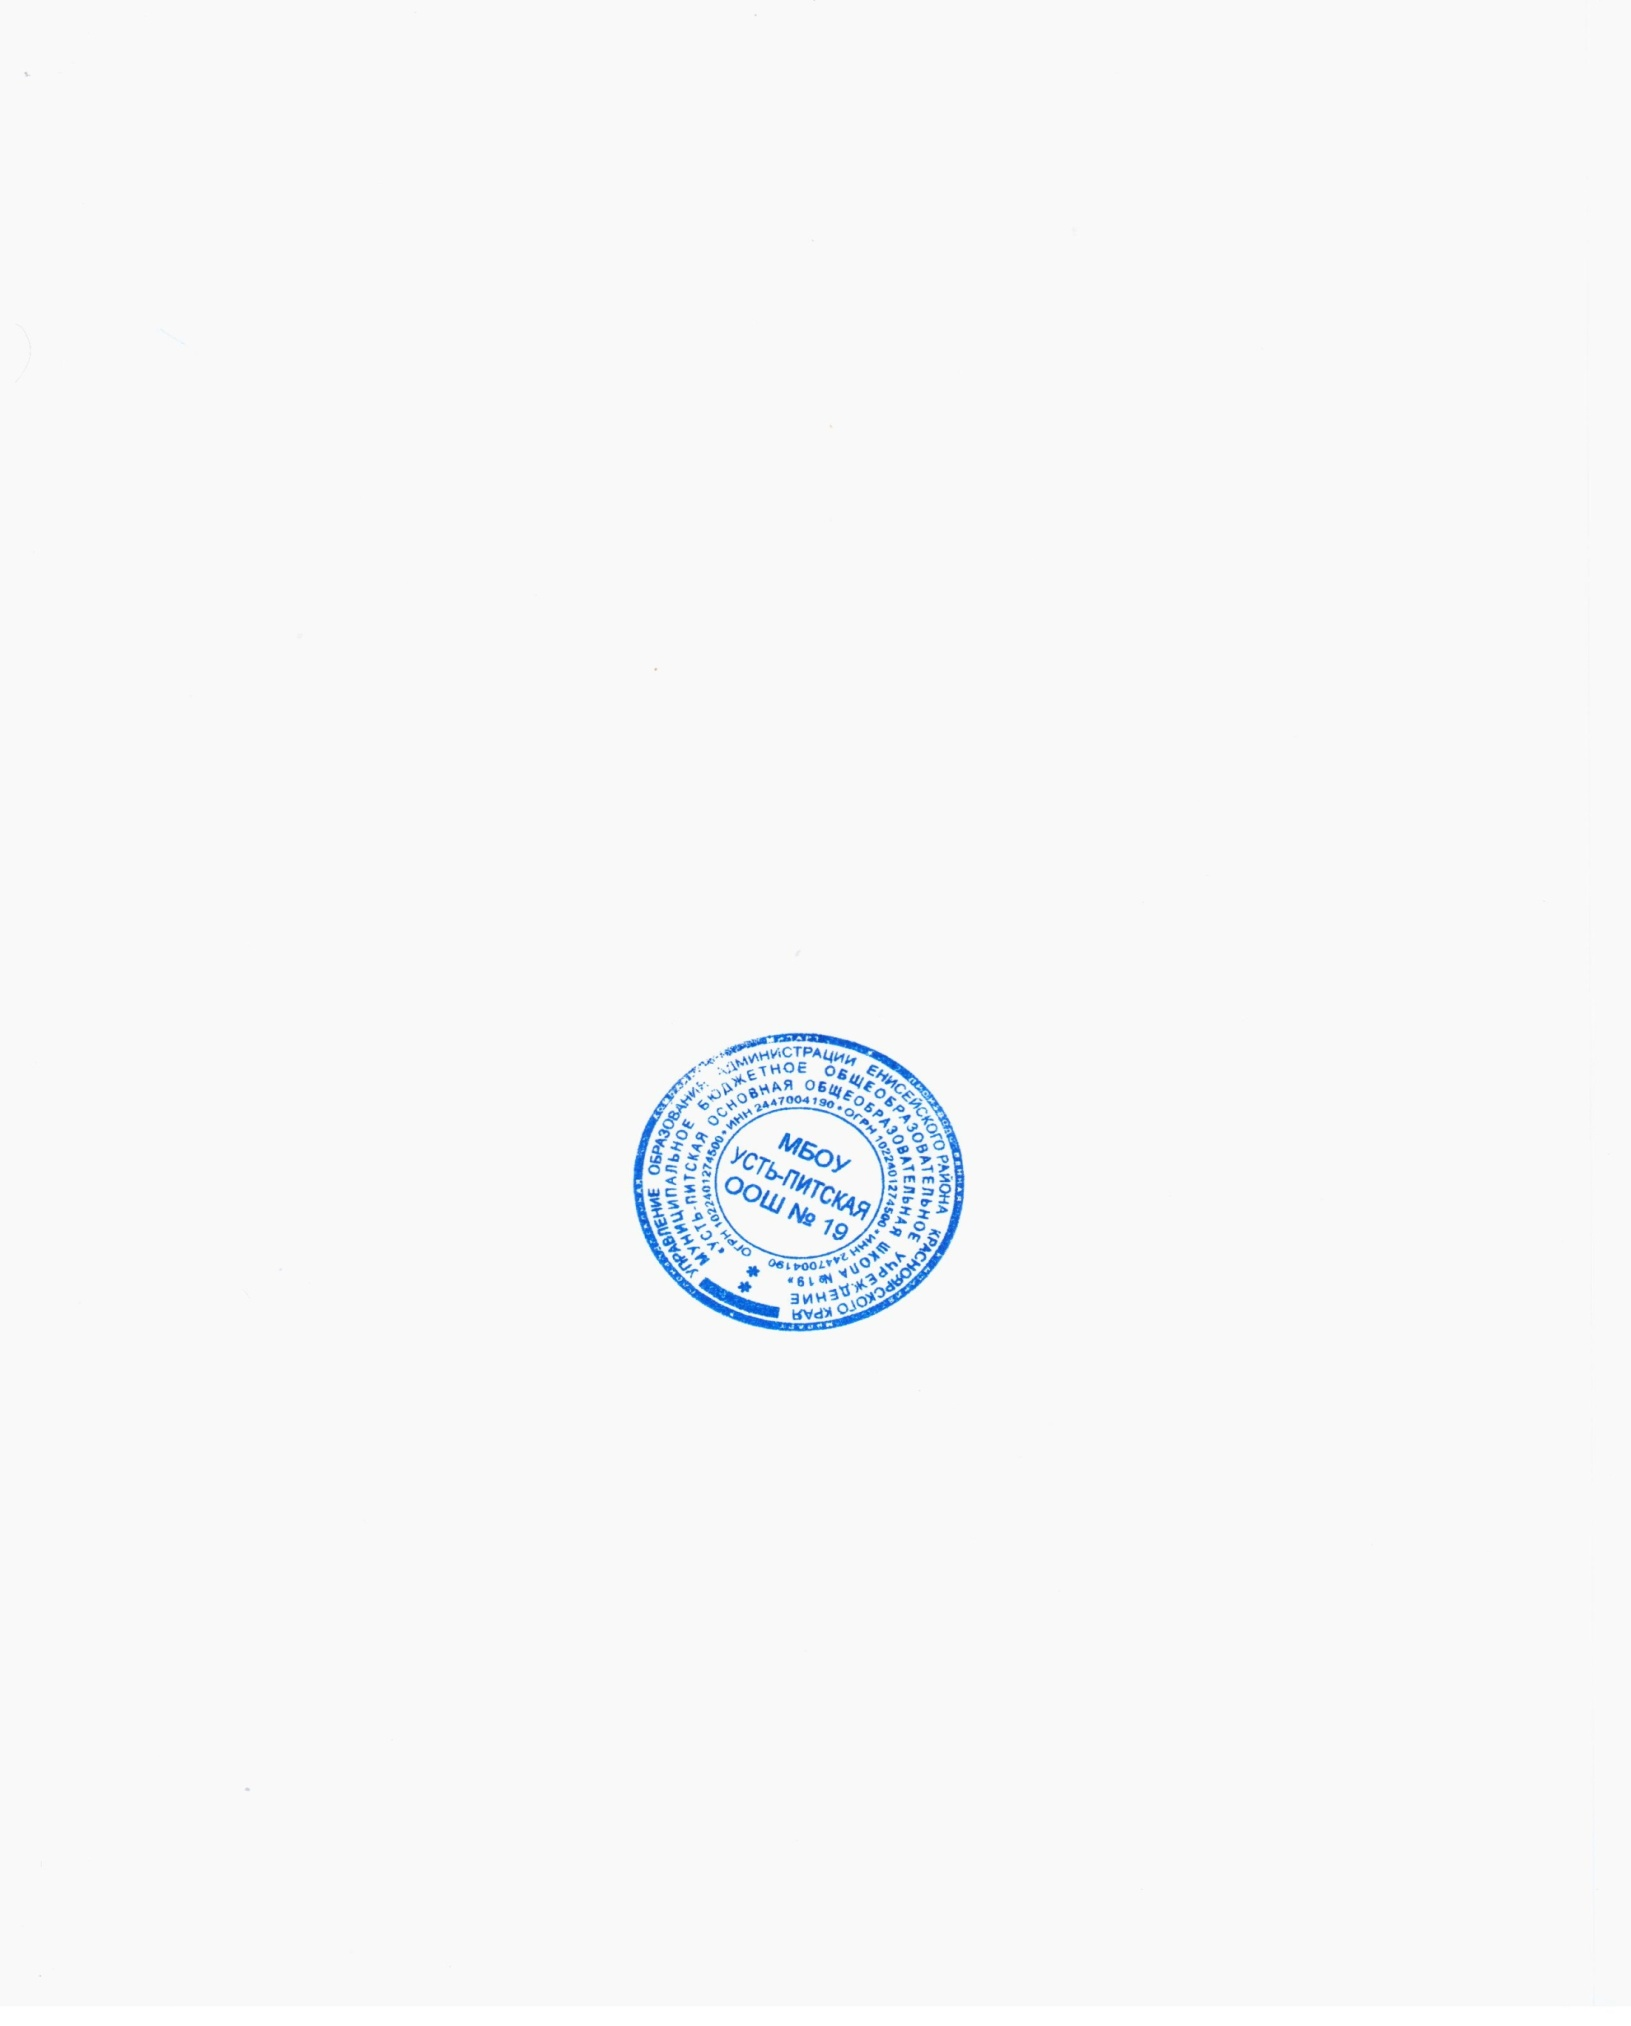 УПРАВЛЕНИЕ ОБРАЗОВАНИЯ АДМИНИСТРАЦИИ ЕНИСЕЙСКОГО РАЙОНА КРАСНОЯРСКОГО КРАЯ
МУНИЦИПАЛЬНОЕ БЮДЖЕТНОЕ ОБЩЕОБРАЗОВАТЕЛЬНОЕ УЧРЕЖДЕНИЕ
«УСТЬ-ПИТСКАЯ ОСНОВНАЯ ОБЩЕОБРАЗОВАТЕЛЬНАЯ ШКОЛА № 19»
ОГРН 1022401274500 * ИНН 2447004190 * ОГРН 1022401274500 * ИНН 2447004190
МБОУ
УСТЬ-ПИТСКАЯ
ООШ № 19